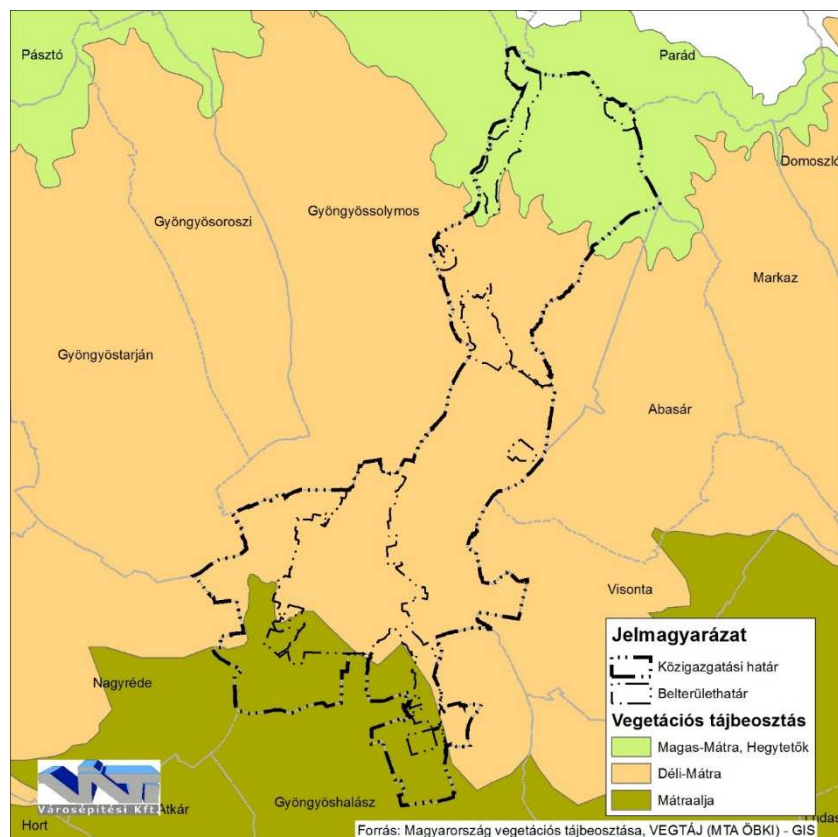 Pásztó
Parád
Domoszló
Gyöngyösoroszi
Gyöngyössolymos
Markaz
Gyöngyöstarján
Abasár
Visonta
Nagyréde
Jelmagyarázat
Közigazgatási határ
Belterülethatár
Vegetációs tájbeosztás
Magas-Mátra, Hegytetők
Déli-Mátra
Mátraalja
Városépítési Kft.
Atkár
Gyöngyöshalász
Hort
Forrás: Magyarország vegetációs tájbeosztása, VEGTÁJ (MTA ÖBKI) - GIS